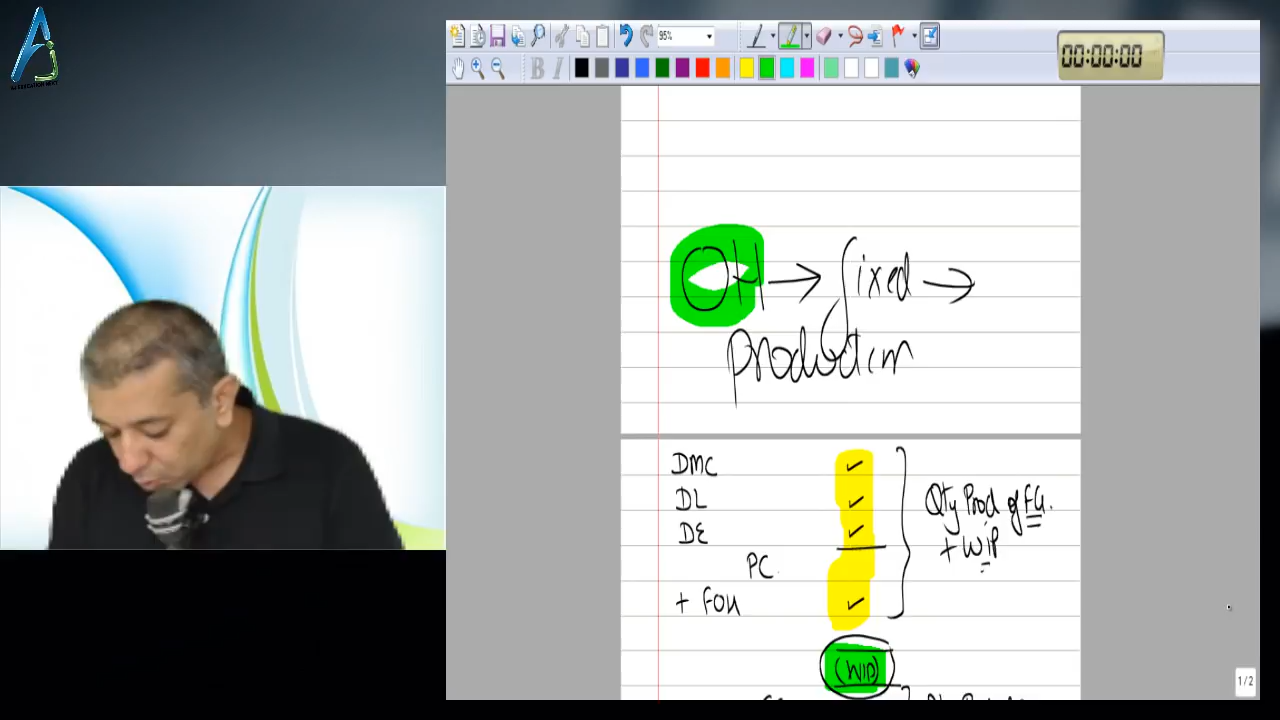 AJ
95%
00:00:00
OH → fixed →
Production
DMC ✓
DL ✓
DE ✓
PC
+ FOH ✓
Qty Prod of FG.
+ WIP
(WIP)
1/2